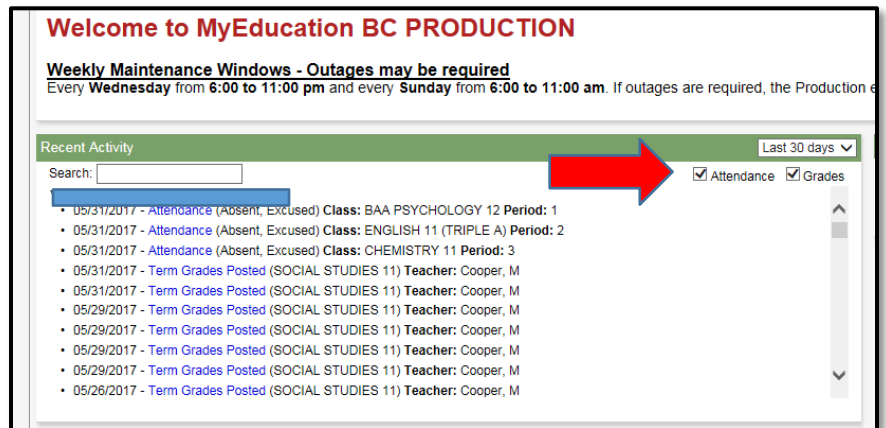 Welcome to MyEducation BC PRODUCTION
Weekly Maintenance Windows - Outages may be required
Every Wednesday from 6:00 to 11:00 pm and every Sunday from 6:00 to 11:00 am. If outages are required, the Production e
Recent Activity
Last 30 days
Search:
Attendance Grades
• 05/31/2017 - Attendance (Absent, Excused) Class: BAA PSYCHOLOGY 12 Period: 1
• 05/31/2017 - Attendance (Absent, Excused) Class: ENGLISH 11 (TRIPLE A) Period: 2
• 05/31/2017 - Attendance (Absent, Excused) Class: CHEMISTRY 11 Period: 3
• 05/31/2017 - Term Grades Posted (SOCIAL STUDIES 11) Teacher: Cooper, M
• 05/31/2017 - Term Grades Posted (SOCIAL STUDIES 11) Teacher: Cooper, M
• 05/29/2017 - Term Grades Posted (SOCIAL STUDIES 11) Teacher: Cooper, M
• 05/29/2017 - Term Grades Posted (SOCIAL STUDIES 11) Teacher: Cooper, M
• 05/29/2017 - Term Grades Posted (SOCIAL STUDIES 11) Teacher: Cooper, M
• 05/29/2017 - Term Grades Posted (SOCIAL STUDIES 11) Teacher: Cooper, M
• 05/26/2017 - Term Grades Posted (SOCIAL STUDIES 11) Teacher: Cooper, M